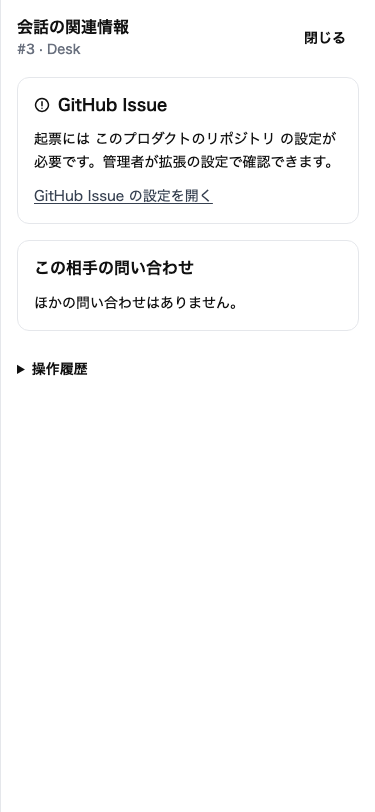 会話の関連情報
#3 · Desk
閉じる
GitHub Issue
起票には このプロダクトのリポジトリ の設定が
必要です。管理者が拡張の設定で確認できます。
GitHub Issue の設定を開く
この相手の問い合わせ
ほかの問い合わせはありません。
操作履歴